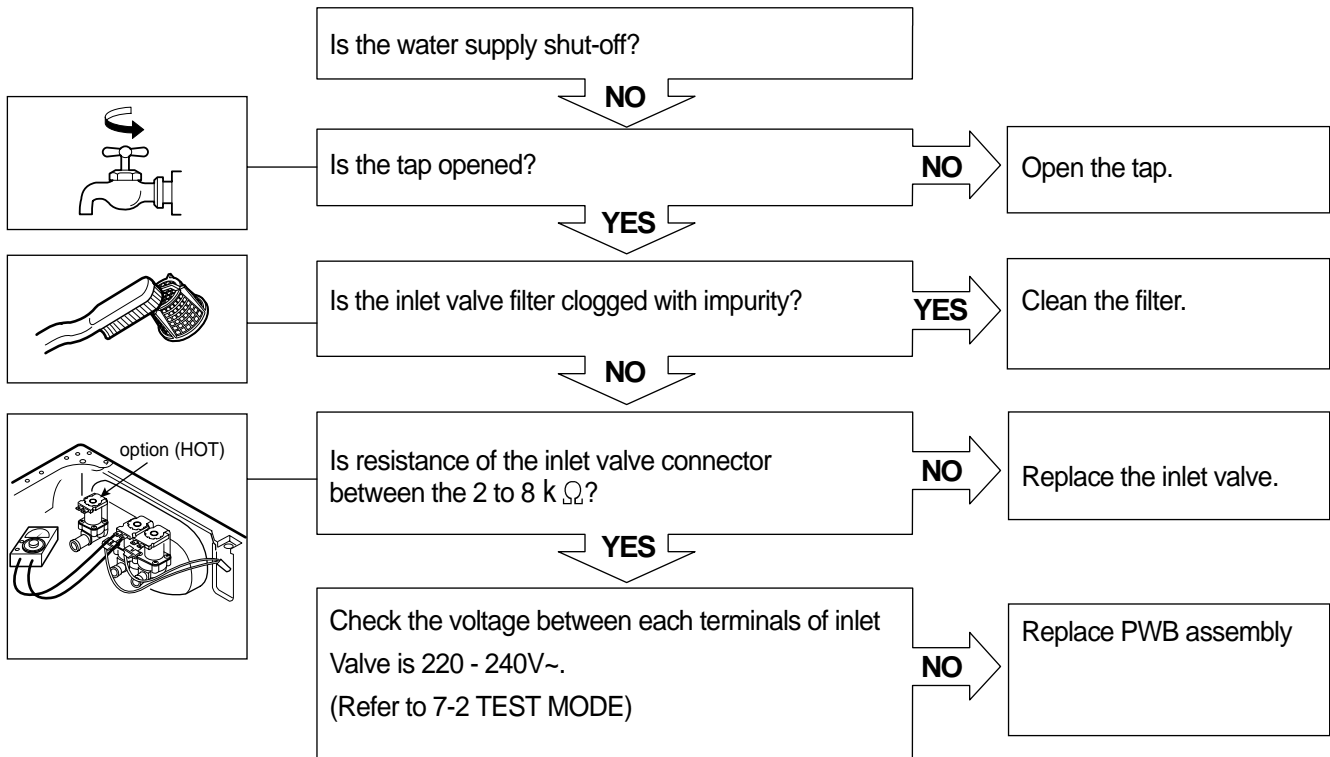 Is the water supply shut-off?
NO
Is the tap opened?
NO
Open the tap.
YES
Is the inlet valve filter clogged with impurity?
YES
Clean the filter.
NO
option (HOT)
Is resistance of the inlet valve connector
between the 2 to 8 k Ω?
NO
Replace the inlet valve.
YES
Check the voltage between each terminals of inlet
Valve is 220 - 240V~.
(Refer to 7-2 TEST MODE)
NO
Replace PWB assembly